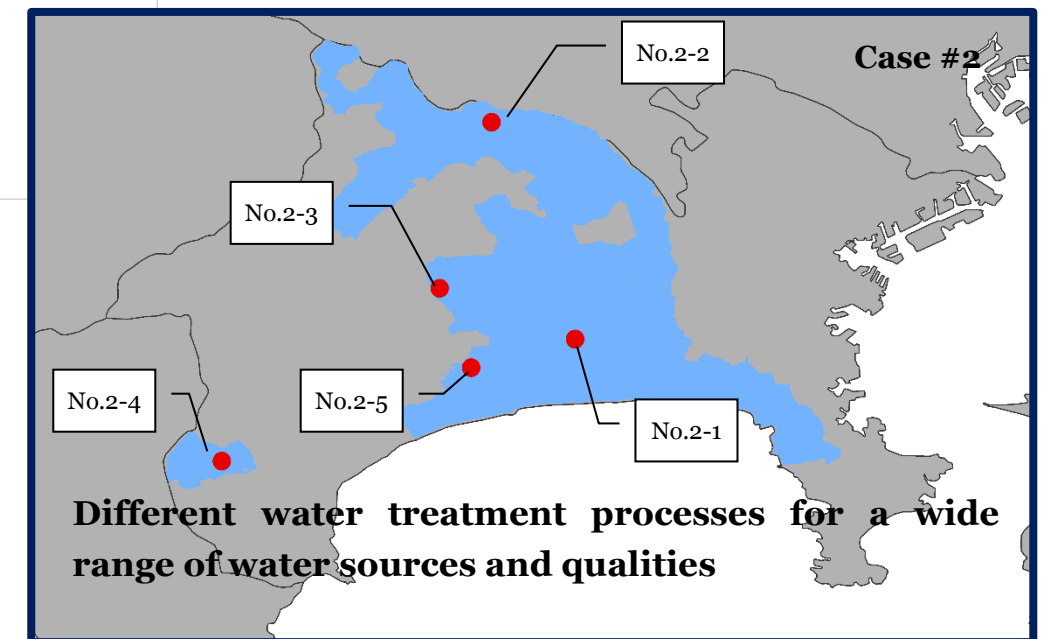 No.2-2
Case #2
No.2-3
No.2-4
No.2-5
No.2-1
Different water treatment processes for a wide
range of water sources and qualities